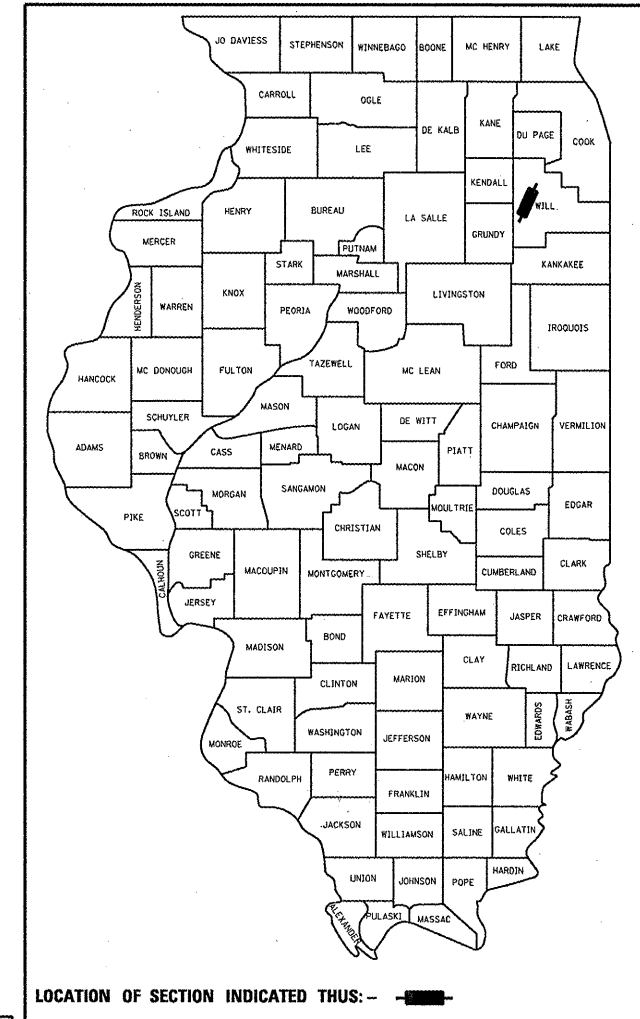 JO DAVIESS STEPHENSON WINNEBAGO BOONE MC HENRY LAKE
CARROLL OGLE DE KALB KANE DU PAGE COOK
WHITESIDE LEE
KENDALL WILL
ROCK ISLAND HENRY BUREAU LA SALLE GRUNDY
MERCER PUTNAM
STARK MARSHALL KANKAKEE
HENDERSON WARREN KNOX PEORIA WOODFORD LIVINGSTON IROQUOIS
HANCOCK MC DONOUGH FULTON TAZEWELL MC LEAN FORD
SCHUYLER MASON LOGAN DE WITT CHAMPAIGN VERMILION
ADAMS BROWN CASS MENARD MACON PIATT
PIKE SCOTT MORGAN SANGAMON CHRISTIAN MOULTRIE DOUGLAS EDGAR
COLES
CALHOUN GREENE MACOUPIN MONTGOMERY SHELBY CUMBERLAND CLARK
JERSEY
FAYETTE EFFINGHAM JASPER CRAWFORD
MADISON BOND
CLAY RICHLAND LAWRENCE
CLINTON MARION
ST. CLAIR WAYNE EDWARDS WABASH
MONROE WASHINGTON JEFFERSON
RANDOLPH PERRY HAMILTON WHITE
FRANKLIN
JACKSON WILLIAMSON SALINE GALLATIN
UNION JOHNSON POPE HARDIN
ALEXANDER PULASKI MASSAC
LOCATION OF SECTION INDICATED THUS: –